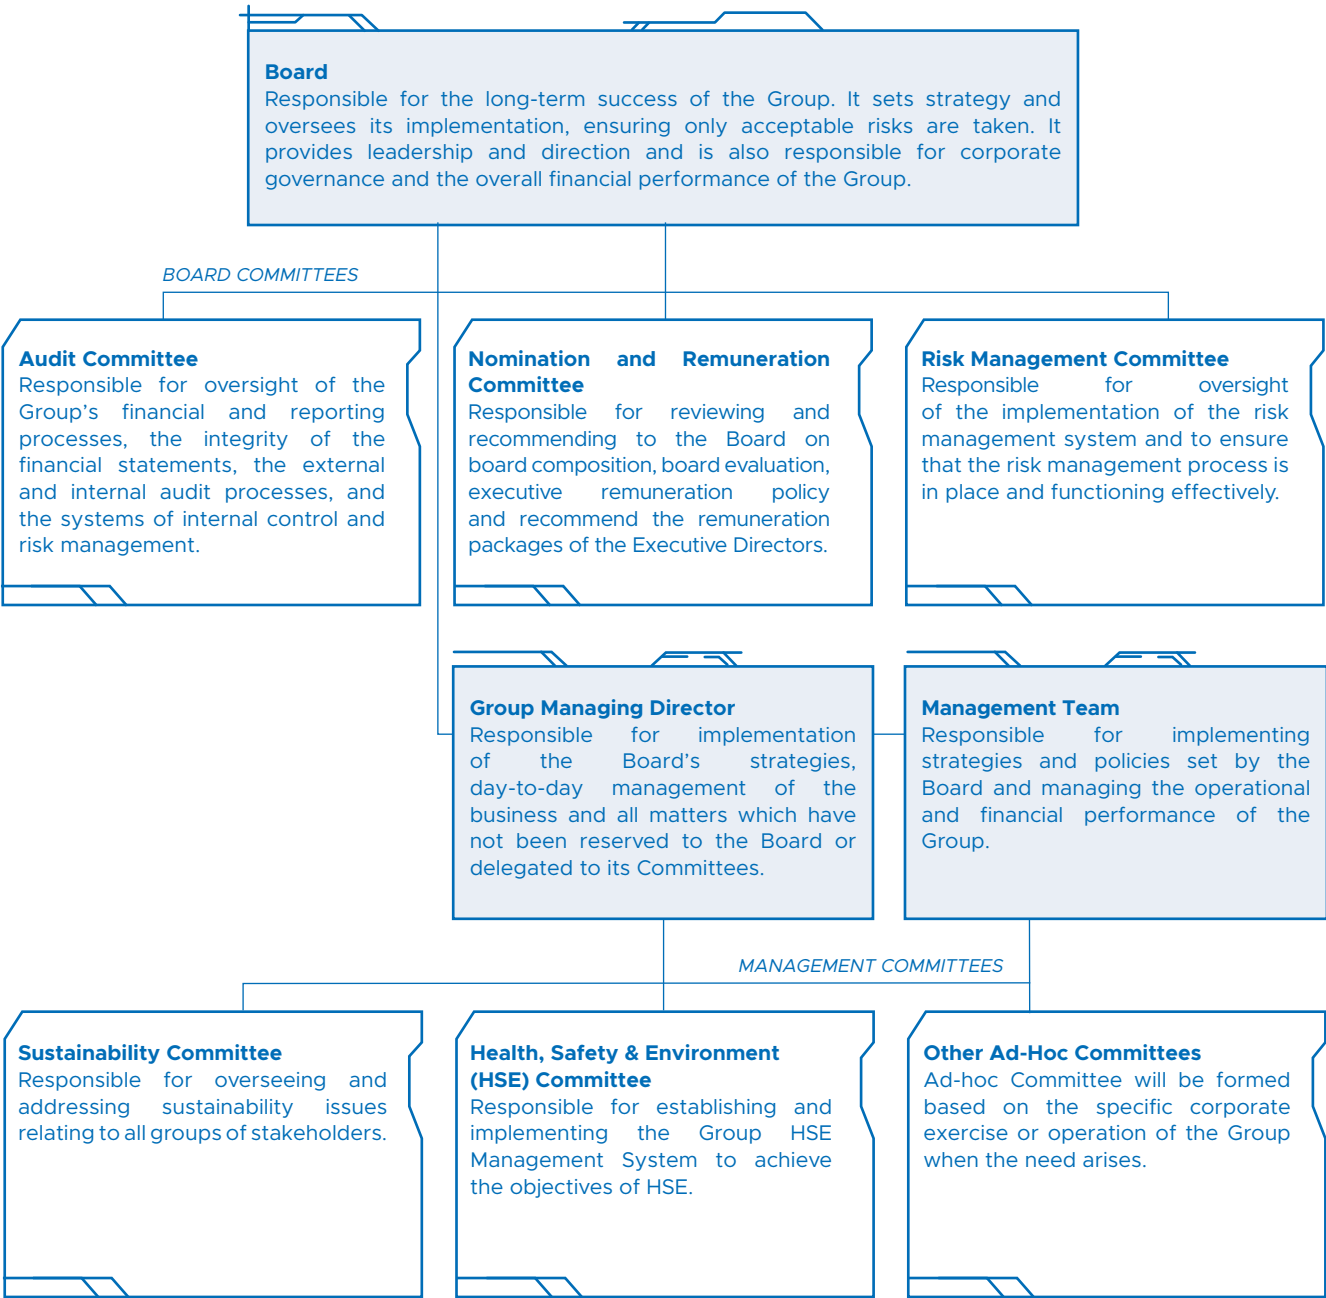 Board
Responsible for the long-term success of the Group. It sets strategy and
oversees its implementation, ensuring only acceptable risks are taken. It
provides leadership and direction and is also responsible for corporate
governance and the overall financial performance of the Group.
BOARD COMMITTEES
Audit Committee
Responsible for oversight of the
Group's financial and reporting
processes, the integrity of the
financial statements, the external
and internal audit processes, and
the systems of internal control and
risk management.
Nomination and Remuneration
Committee
Responsible for reviewing and
recommending to the Board on
board composition, board evaluation,
executive remuneration policy
and recommend the remuneration
packages of the Executive Directors.
Risk Management Committee
Responsible for oversight
of the implementation of the risk
management system and to ensure
that the risk management process is
in place and functioning effectively.
Group Managing Director
Responsible for implementation
of the Board's strategies,
day-to-day management of the
business and all matters which have
not been reserved to the Board or
delegated to its Committees.
Management Team
Responsible for implementing
strategies and policies set by the
Board and managing the operational
and financial performance of the
Group.
MANAGEMENT COMMITTEES
Sustainability Committee
Responsible for overseeing and
addressing sustainability issues
relating to all groups of stakeholders.
Health, Safety & Environment
(HSE) Committee
Responsible for establishing and
implementing the Group HSE
Management System to achieve
the objectives of HSE.
Other Ad-Hoc Committees
Ad-hoc Committee will be formed
based on the specific corporate
exercise or operation of the Group
when the need arises.